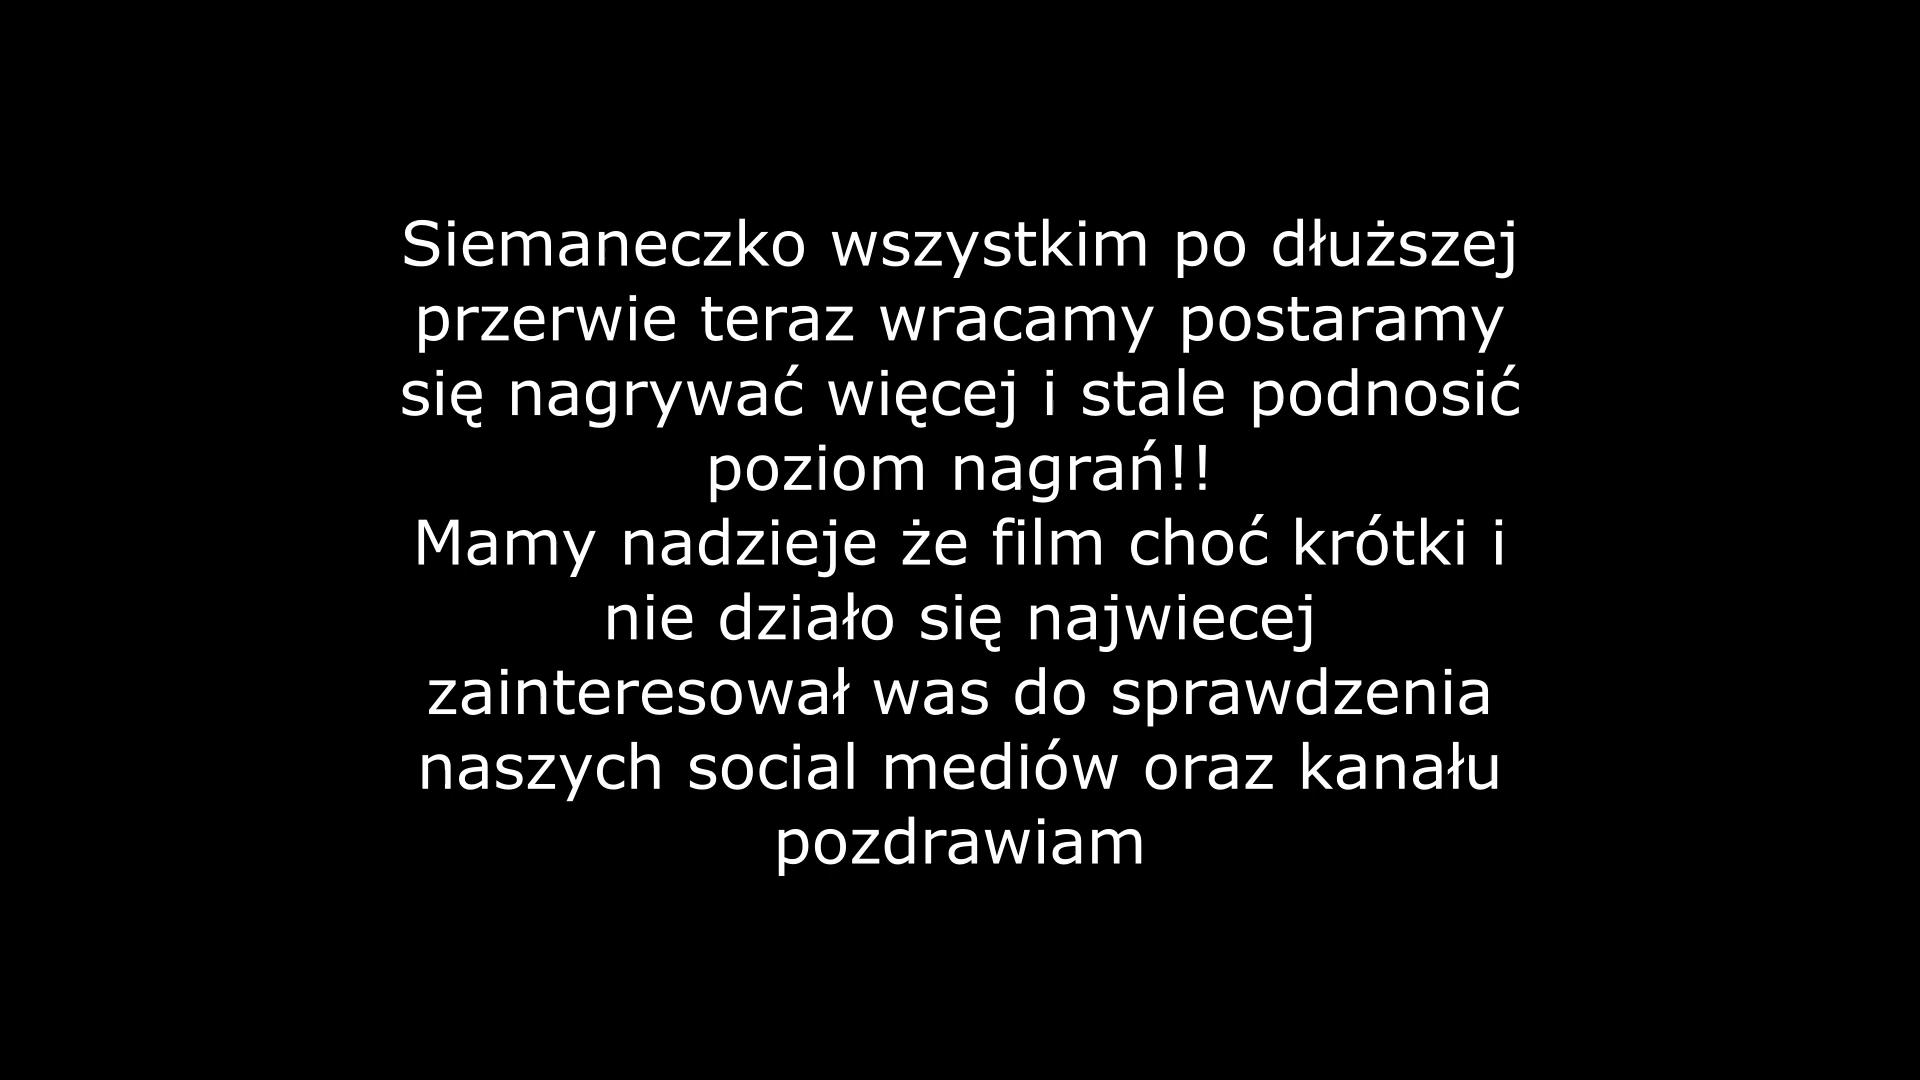 Siemaneczko wszystkim po dłuższej
przerwie teraz wracamy postaramy
się nagrywać więcej i stale podnosić
poziom nagrań!!
Mamy nadzieje że film choć krótki i
nie działo się najwiecej
zainteresował was do sprawdzenia
naszych social mediów oraz kanału
pozdrawiam